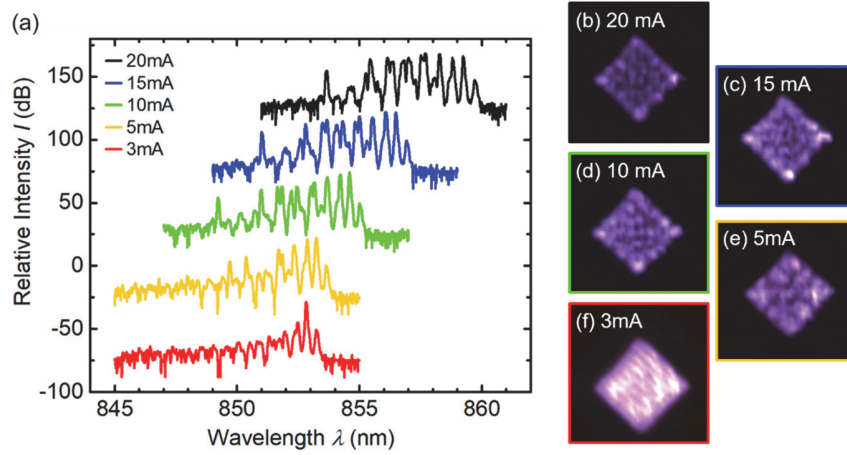 (a)
20mA
15mA
10mA
5mA
3mA
Relative Intensity I (dB)
150
100
50
0
-50
-100
845
850
855
860
Wavelength λ (nm)
(b) 20 mA
(c) 15 mA
(d) 10 mA
(e) 5mA
(f) 3mA